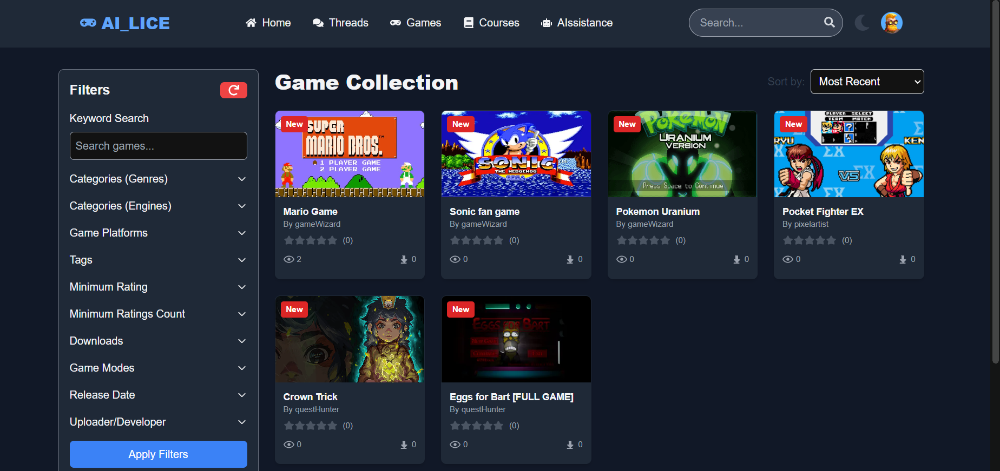 AI_LICE
Home
Threads
Games
Courses
AIssistance
Search...
Filters
Keyword Search
Search games...
Categories (Genres)
Categories (Engines)
Game Platforms
Tags
Minimum Rating
Minimum Ratings Count
Downloads
Game Modes
Release Date
Uploader/Developer
Apply Filters
Game Collection
Sort by:
Most Recent
New
SUPER
MARIO BROS.™
1 PLAYER GAME
2 PLAYER GAME
Mario Game
By gameWizard
(0)
2
0
New
SONIC
THE HEDGEHOG
SEGA
Sonic fan game
By gameWizard
(0)
0
0
New
POKEMON
URANIUM
VERSION
Press Space to Continue
Pokemon Uranium
By gameWizard
(0)
0
0
New
PLAYER SELECT
TEAM MATCH
RYU
KEN
VS
EX
Pocket Fighter EX
By pixelartist
(0)
0
0
New
Crown Trick
By questHunter
(0)
0
0
New
EGGS FOR BART
Eggs for Bart [FULL GAME]
By questHunter
(0)
0
0